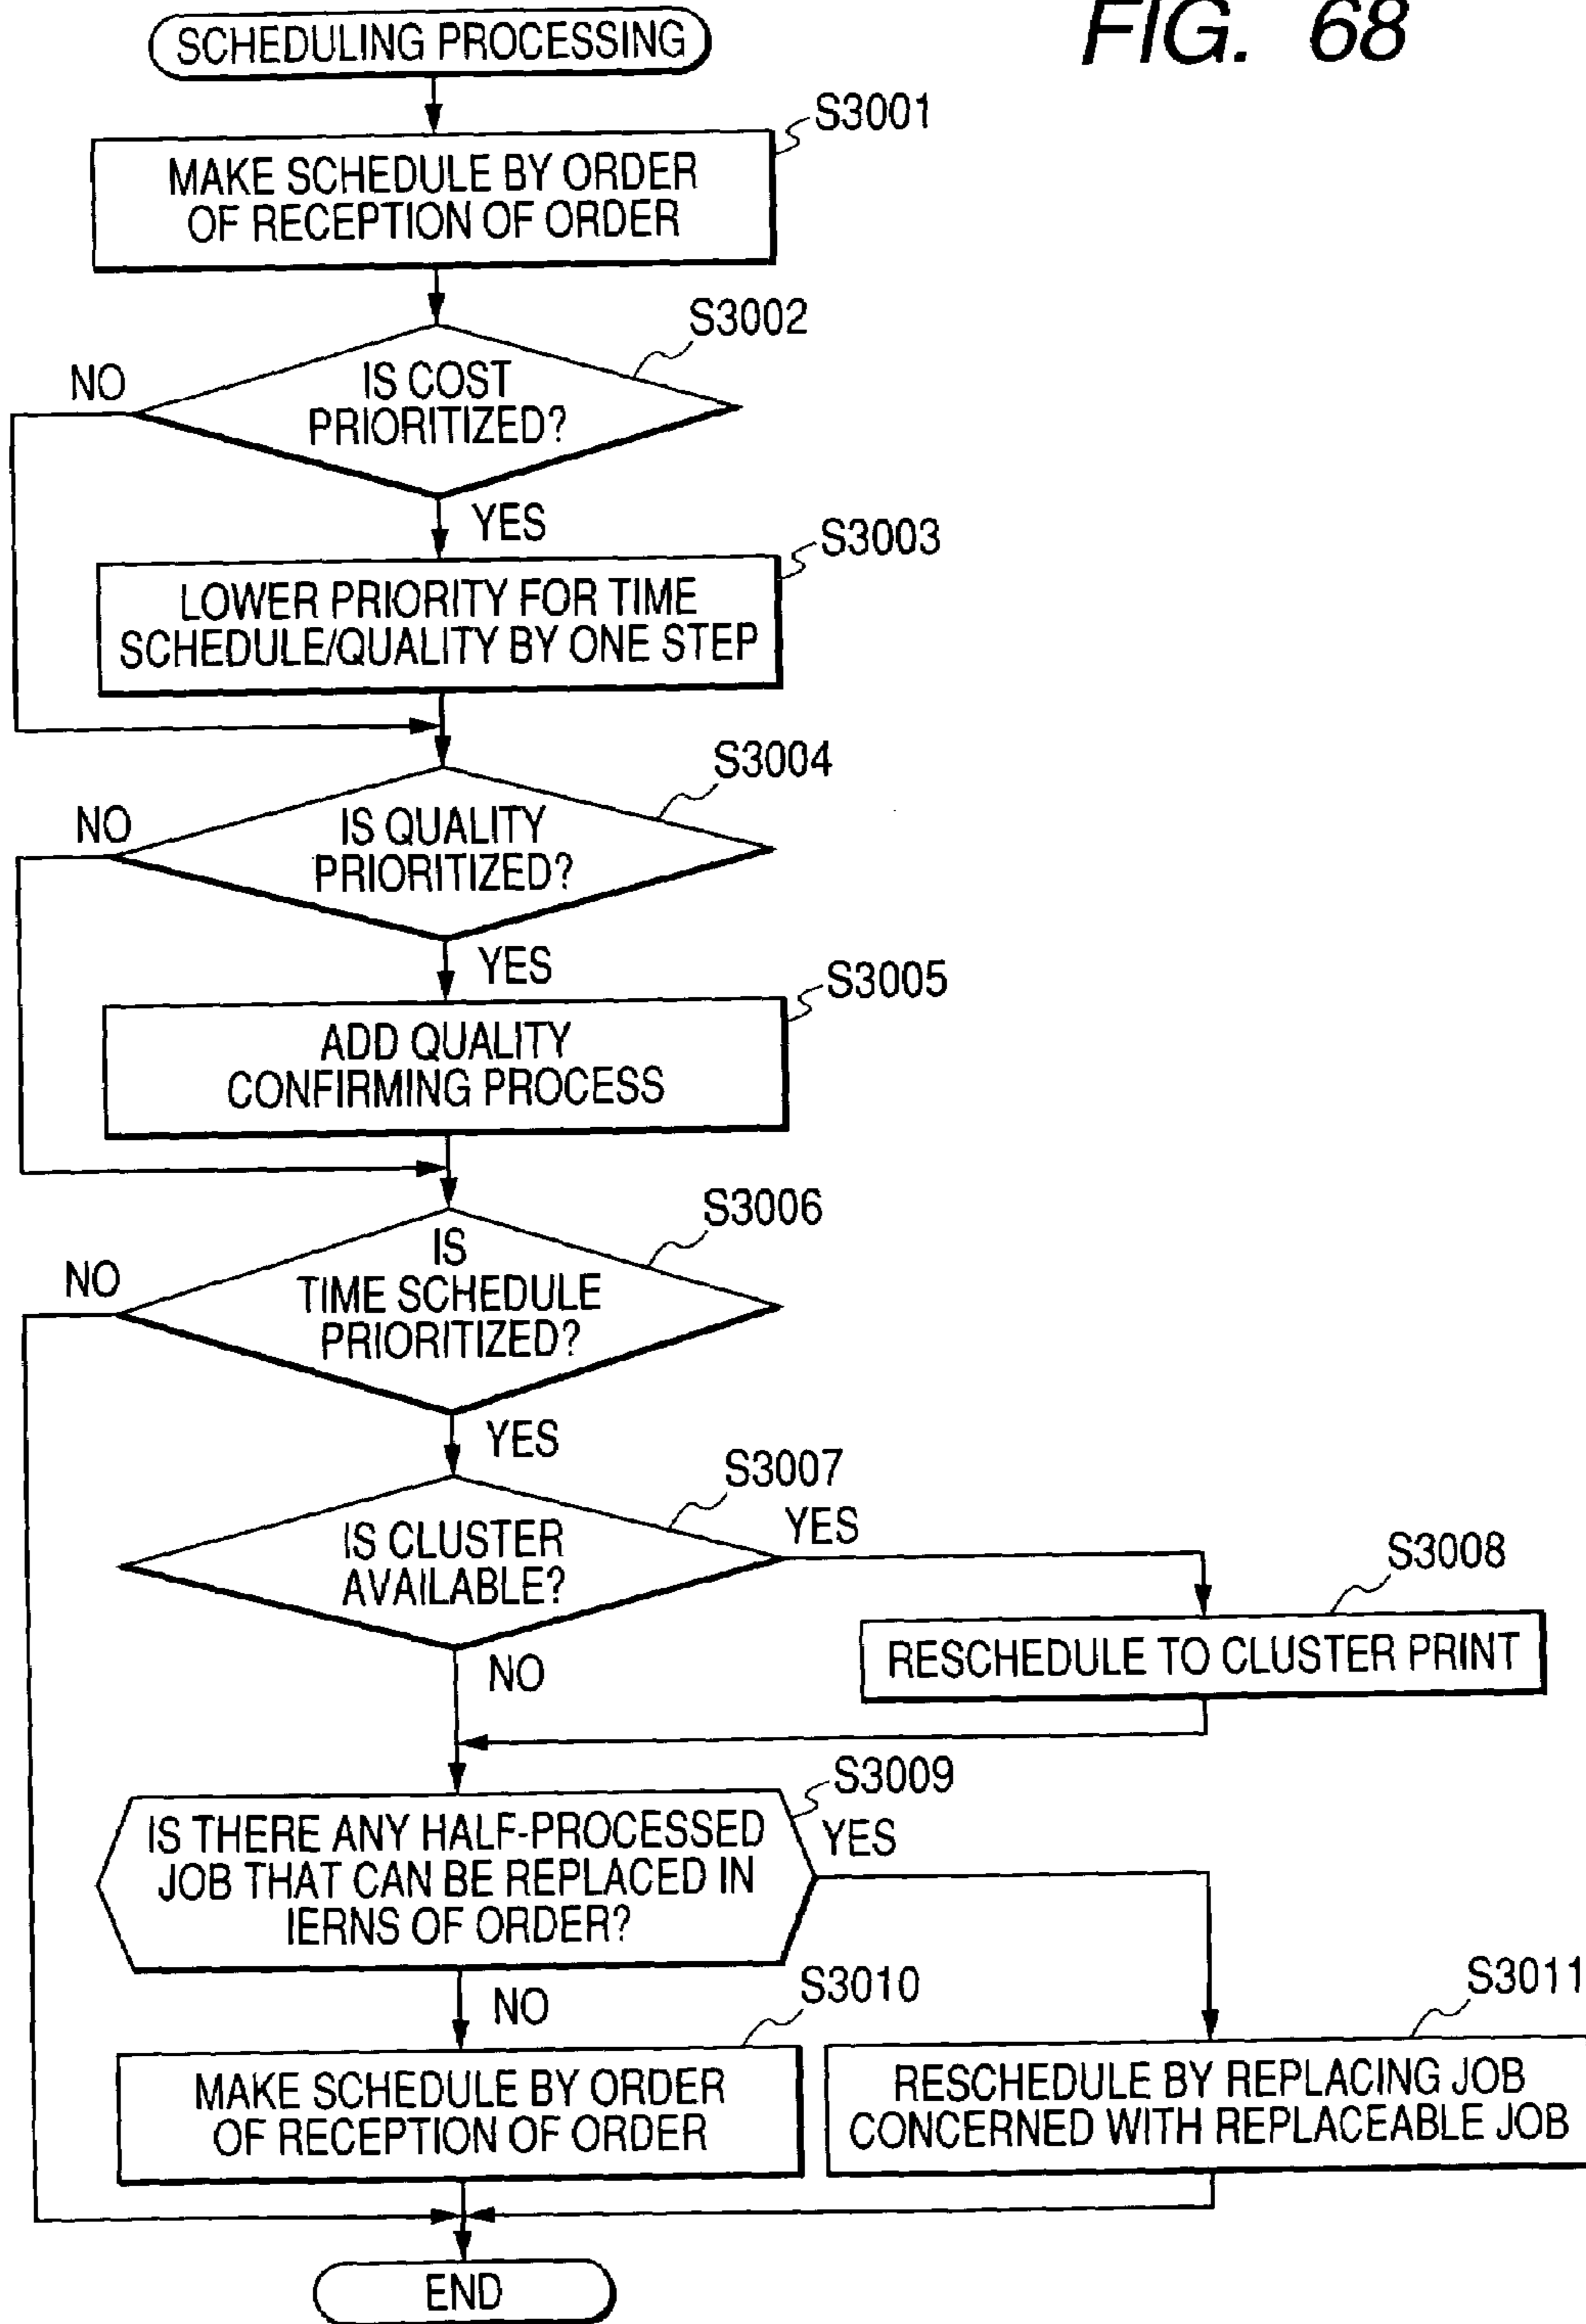 FIG. 68
SCHEDULING PROCESSING
S3001
MAKE SCHEDULE BY ORDER
OF RECEPTION OF ORDER
S3002
NO
IS COST
PRIORITIZED?
YES
S3003
LOWER PRIORITY FOR TIME
SCHEDULE/QUALITY BY ONE STEP
S3004
NO
IS QUALITY
PRIORITIZED?
YES
S3005
ADD QUALITY
CONFIRMING PROCESS
S3006
NO
IS
TIME SCHEDULE
PRIORITIZED?
YES
S3007
YES
IS CLUSTER
AVAILABLE?
S3008
RESCHEDULE TO CLUSTER PRINT
NO
S3009
YES
IS THERE ANY HALF-PROCESSED
JOB THAT CAN BE REPLACED IN
IERNS OF ORDER?
NO
S3010
MAKE SCHEDULE BY ORDER
OF RECEPTION OF ORDER
S3011
RESCHEDULE BY REPLACING JOB
CONCERNED WITH REPLACEABLE JOB
END